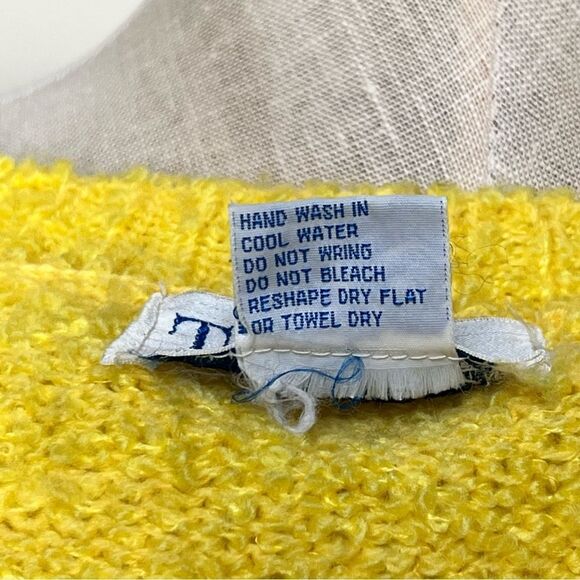 HAND WASH IN
COOL WATER
DO NOT WRING
DO NOT BLEACH
RESHAPE DRY FLAT
OR TOWEL DRY
T